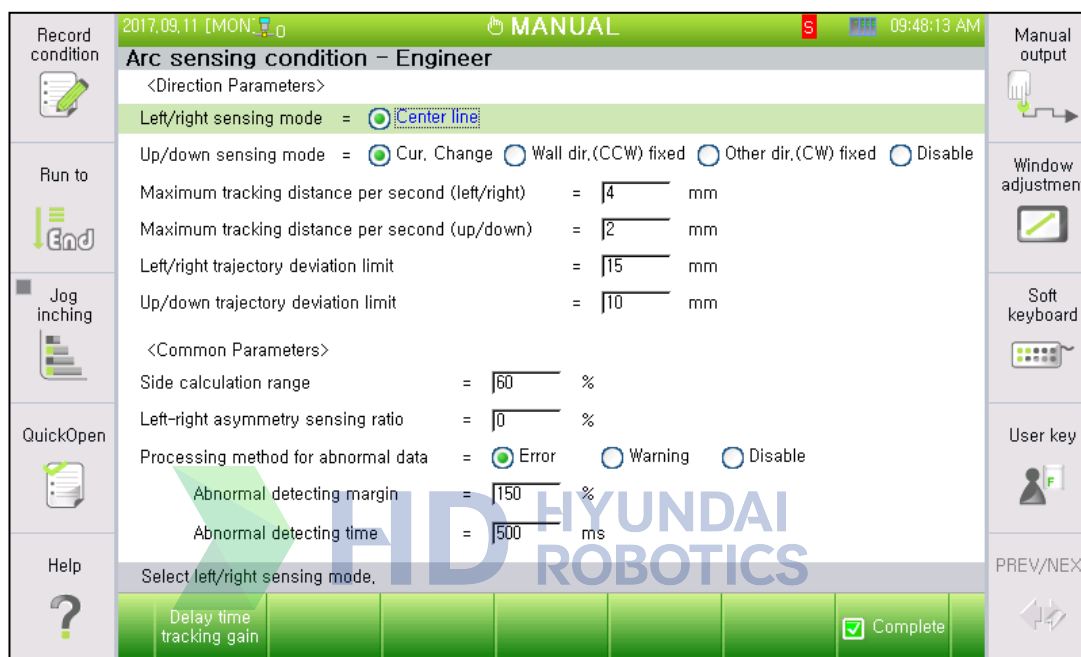 Record
condition
Run to
End
Jog
inching
QuickOpen
Help
?
2017,09,11 [MON] 0 MANUAL S 09:48:13 AM
Arc sensing condition - Engineer
<Direction Parameters>
Left/right sensing mode = Center line
Up/down sensing mode = Cur, Change Wall dir,(CCW) fixed Other dir,(CW) fixed Disable
Maximum tracking distance per second (left/right) = 4 mm
Maximum tracking distance per second (up/down) = 2 mm
Left/right trajectory deviation limit = 15 mm
Up/down trajectory deviation limit = 10 mm
<Common Parameters>
Side calculation range = 60 %
Left-right asymmetry sensing ratio = 0 %
Processing method for abnormal data = Error Warning Disable
Abnormal detecting margin = 150 %
Abnormal detecting time = 500 ms
HD HYUNDAI
ROBOTICS
Select left/right sensing mode,
Delay time
tracking gain
Complete
Manual
output
Window
adjustmen
Soft
keyboard
User key
F
PREV/NEX